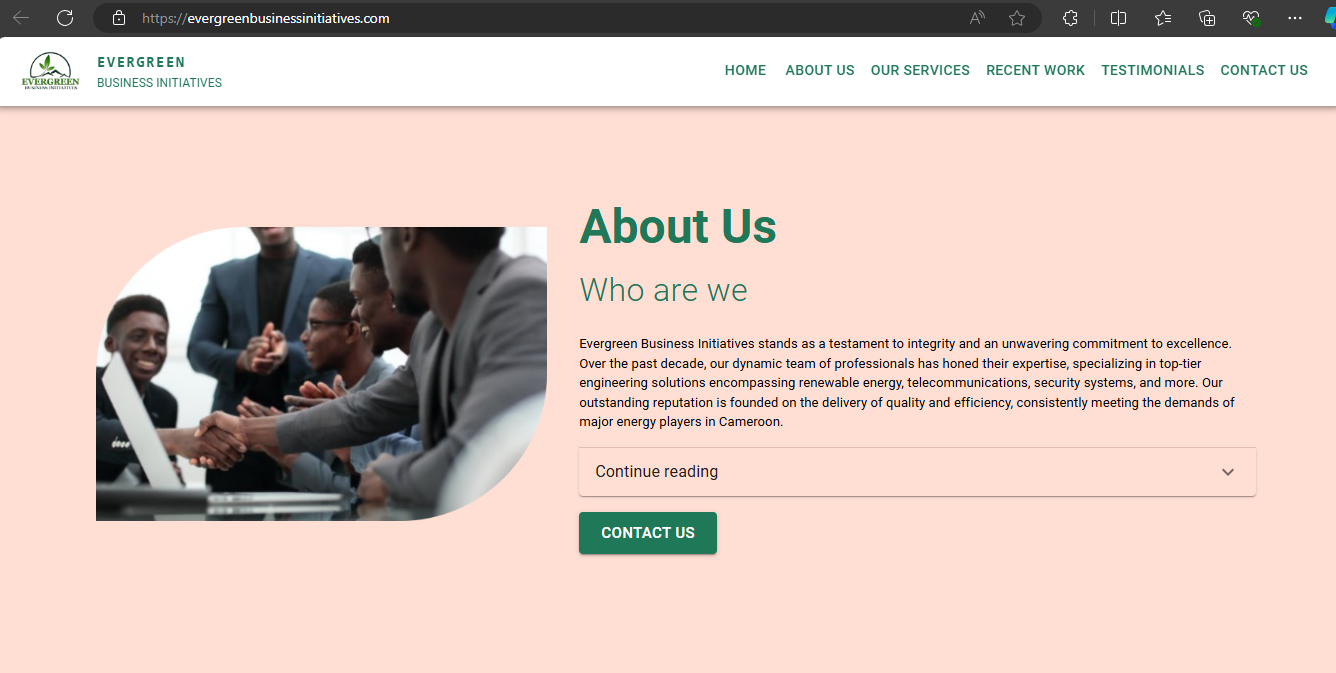 https://evergreenbusinessinitiatives.com
EVERGREEN
BUSINESS INITIATIVES
EVERGREEN
BUSINESS INITIATIVES
HOME ABOUT US OUR SERVICES RECENT WORK TESTIMONIALS CONTACT US
About Us
Who are we
Evergreen Business Initiatives stands as a testament to integrity and an unwavering commitment to excellence.
Over the past decade, our dynamic team of professionals has honed their expertise, specializing in top-tier
engineering solutions encompassing renewable energy, telecommunications, security systems, and more. Our
outstanding reputation is founded on the delivery of quality and efficiency, consistently meeting the demands of
major energy players in Cameroon.
Continue reading
CONTACT US